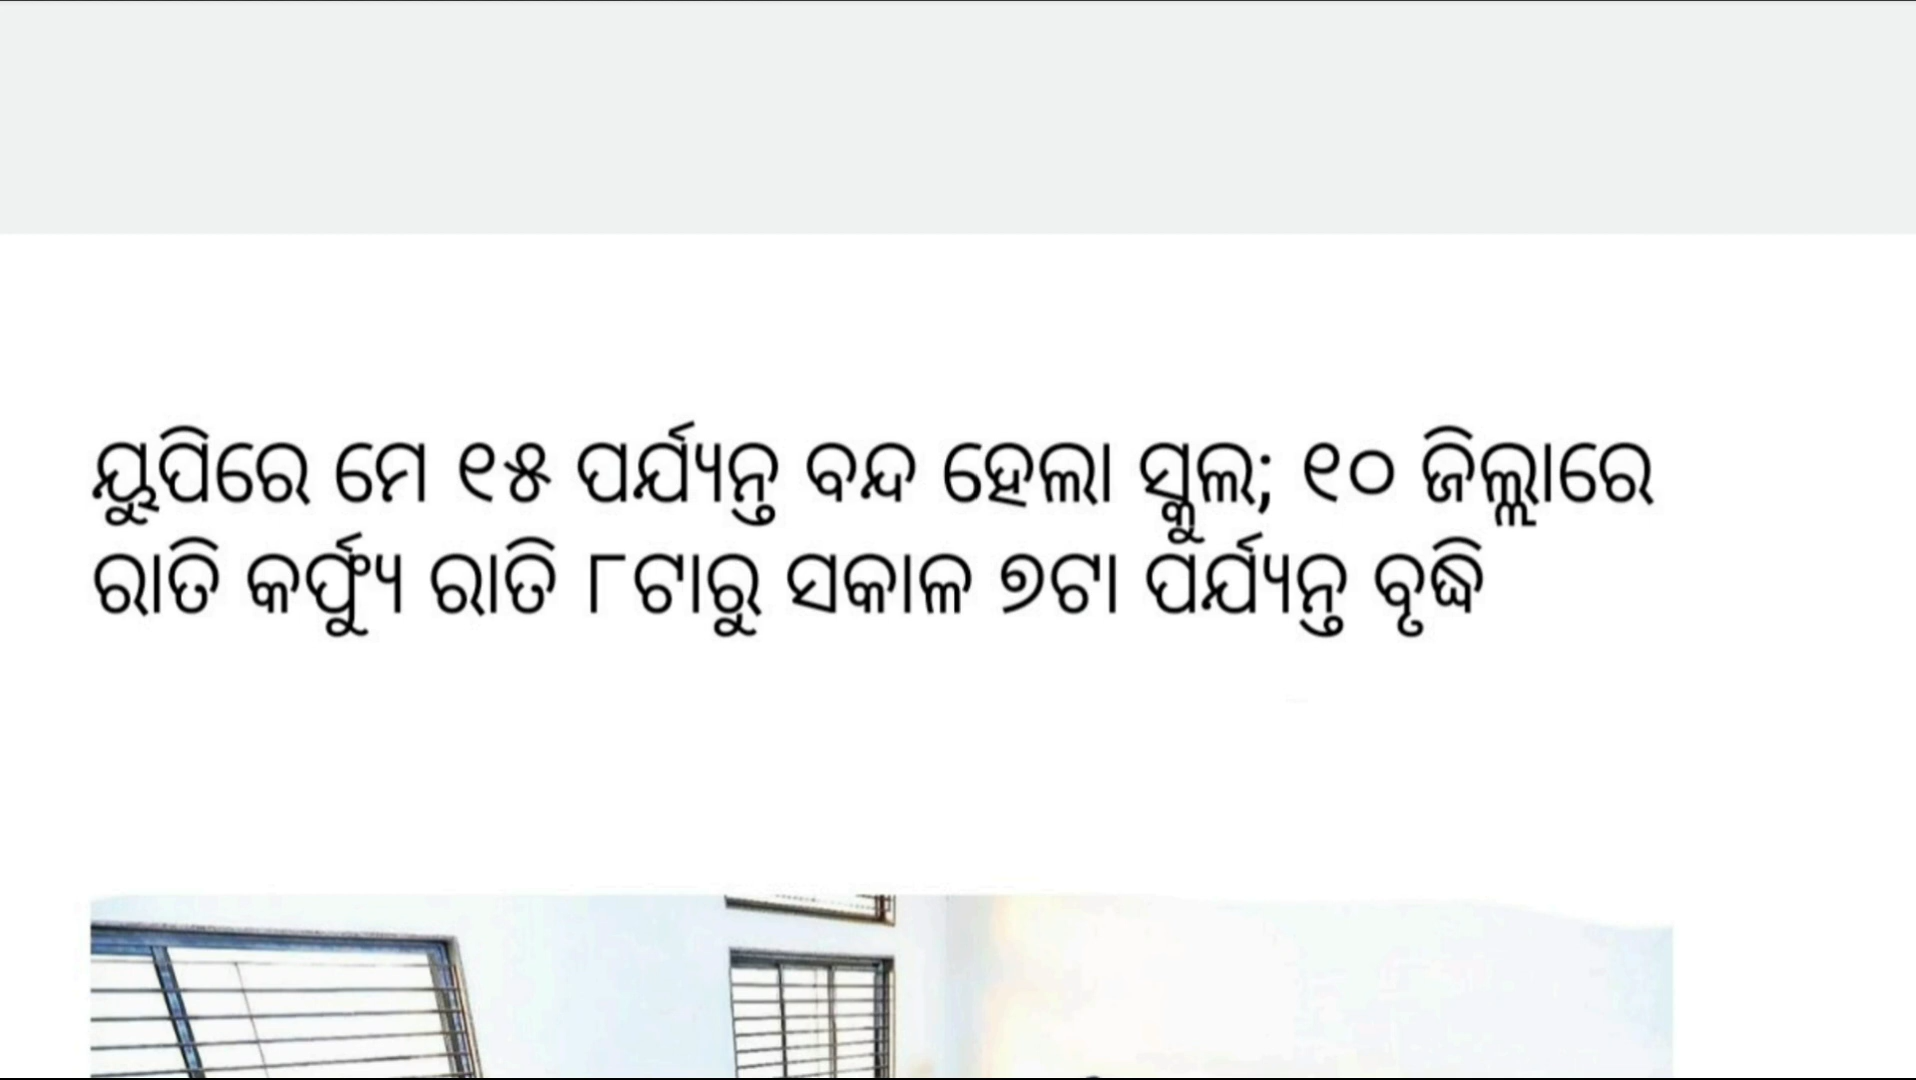 ୟୁପିରେ ମେ ୧୫ ପର୍ଯ୍ୟନ୍ତ ବନ୍ଦ ହେଲା ସ୍କୁଲ; ୧୦ ଜିଲ୍ଲାରେ
ରାତି କର୍ଫ୍ୟୁ ରାତି ୮ଟାରୁ ସକାଳ ୭ଟା ପର୍ଯ୍ୟନ୍ତ ବୃଦ୍ଧି